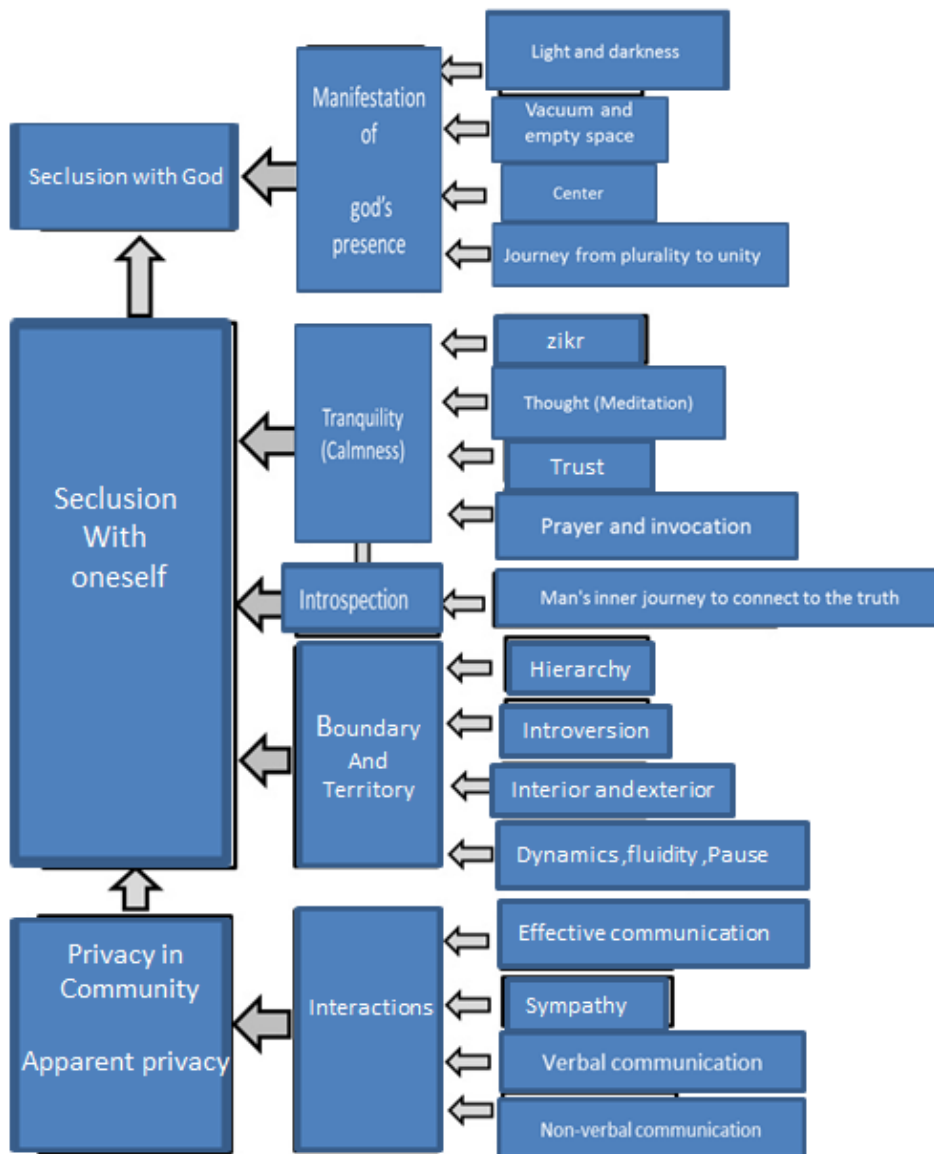 Light and darkness
Manifestation
of
god's
presence
Vacuum and
empty space
Seclusion with God
Center
Journey from plurality to unity
zikr
Thought (Meditation)
Tranquility
(Calmness)
Trust
Prayer and invocation
Seclusion
With
oneself
Introspection
Man's inner journey to connect to the truth
Hierarchy
Boundary
And
Territory
Introversion
Interior and exterior
Dynamics ,fluidity ,Pause
Effective communication
Privacy in
Community
Apparent privacy
Interactions
Sympathy
Verbal communication
Non-verbal communication